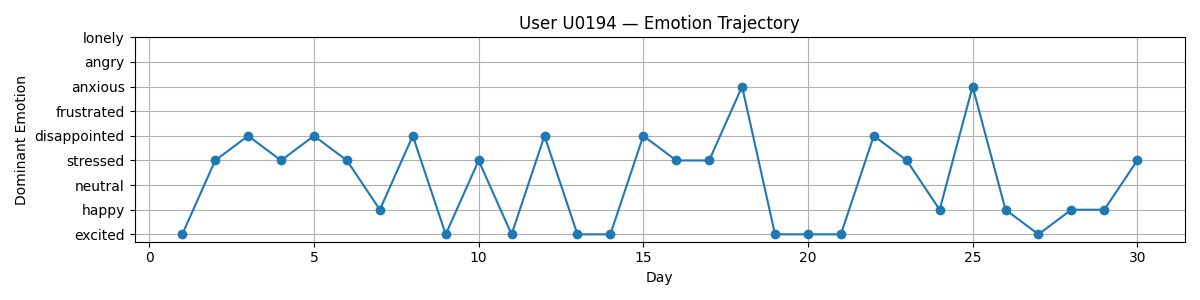 User U0194 — Emotion Trajectory
Dominant Emotion
lonely
angry
anxious
frustrated
disappointed
stressed
neutral
happy
excited
0 5 10 15 20 25 30
Day